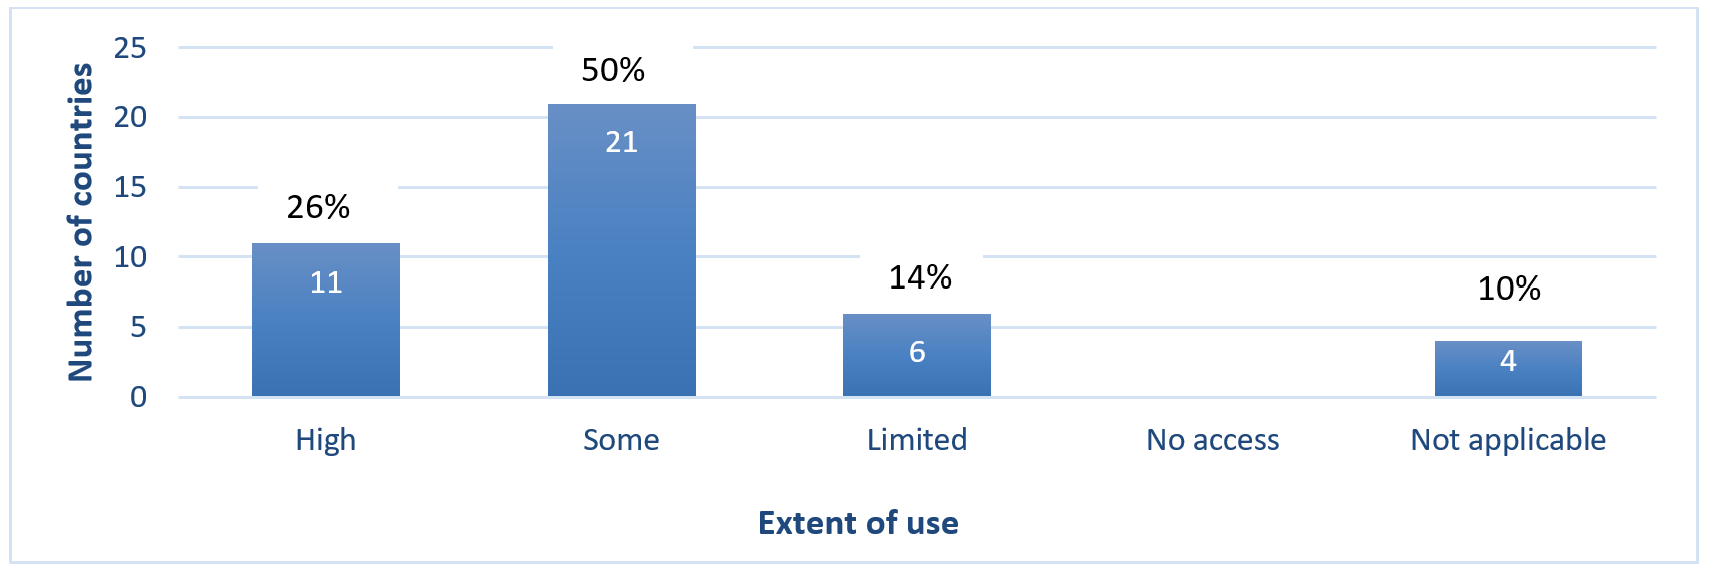 Number of countries
25
20
15
10
5
0
26%
11
50%
21
14%
6
10%
4
High
Some
Limited
No access
Not applicable
Extent of use